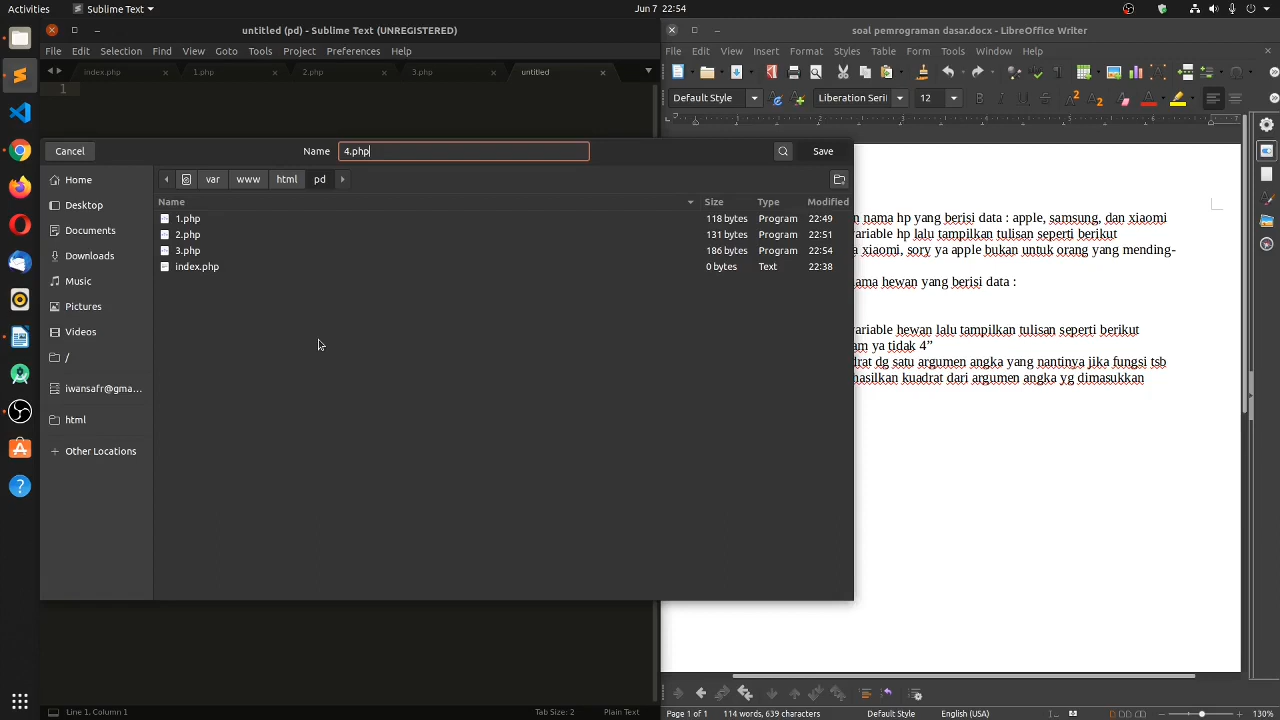 Activities
Sublime Text
Jun 7 22:54
untitled (pd) - Sublime Text (UNREGISTERED)
File Edit Selection Find View Goto Tools Project Preferences Help
index.php 1.php 2.php 3.php untitled
1
Cancel
Name 4.php
Save
var www html pd
Name Size Type Modified
1.php 118 bytes Program 22:49
2.php 131 bytes Program 22:51
3.php 186 bytes Program 22:54
index.php 0 bytes Text 22:38
Home
Desktop
Documents
Downloads
Music
Pictures
Videos
/
iwansafr@gma...
html
Other Locations
Line 1, Column 1
Tab Size: 2
Plain Text
soal pemrograman dasar.docx - LibreOffice Writer
File Edit View Insert Format Styles Table Form Tools Window Help
Default Style
Liberation Seri
12
nama hp yang berisi data : apple, samsung, dan xiaomi
variable hp lalu tampilkan tulisan seperti berikut
xiaomi, sory ya apple bukan untuk orang yang mending-
hewan yang berisi data :
variable hewan lalu tampilkan tulisan seperti berikut
ya tidak 4”
dg satu argumen angka yang nantinya jika fungsi tsb
kuadrat dari argumen angka yg dimasukkan
Page 1 of 1
114 words, 639 characters
Default Style
English (USA)
130%